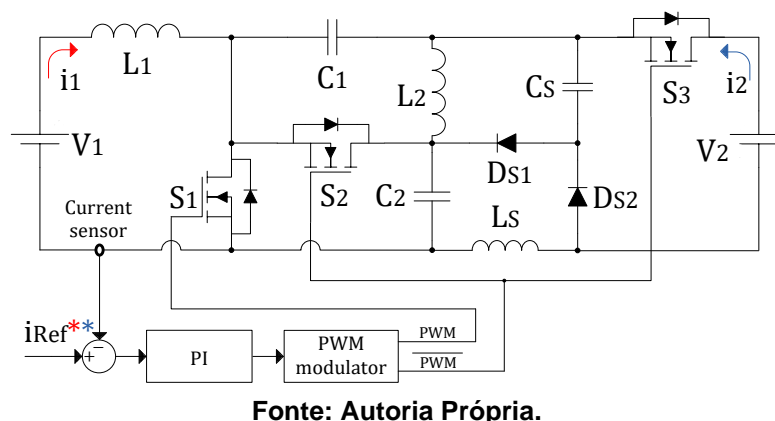 L1
C1
S3
i1
L2
CS
i2
V1
V2
S1
S2
C2
DS1
DS2
LS
Current
sensor
iRef**
+
−
PI
PWM
modulator
PWM
PWM
Fonte: Autoria Própria.